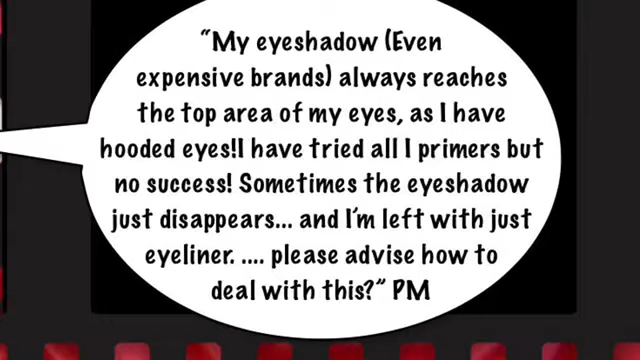 “My eyeshadow (Even
expensive brands) always reaches
the top area of my eyes, as I have
hooded eyes!I have tried all I primers but
no success! Sometimes the eyeshadow
just disappears... and I’m left with just
eyeliner. .... please advise how to
deal with this?” PM